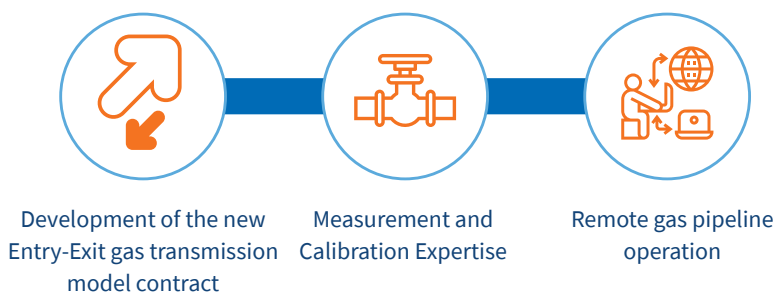 Development of the new
Entry-Exit gas transmission
model contract
Measurement and
Calibration Expertise
Remote gas pipeline
operation